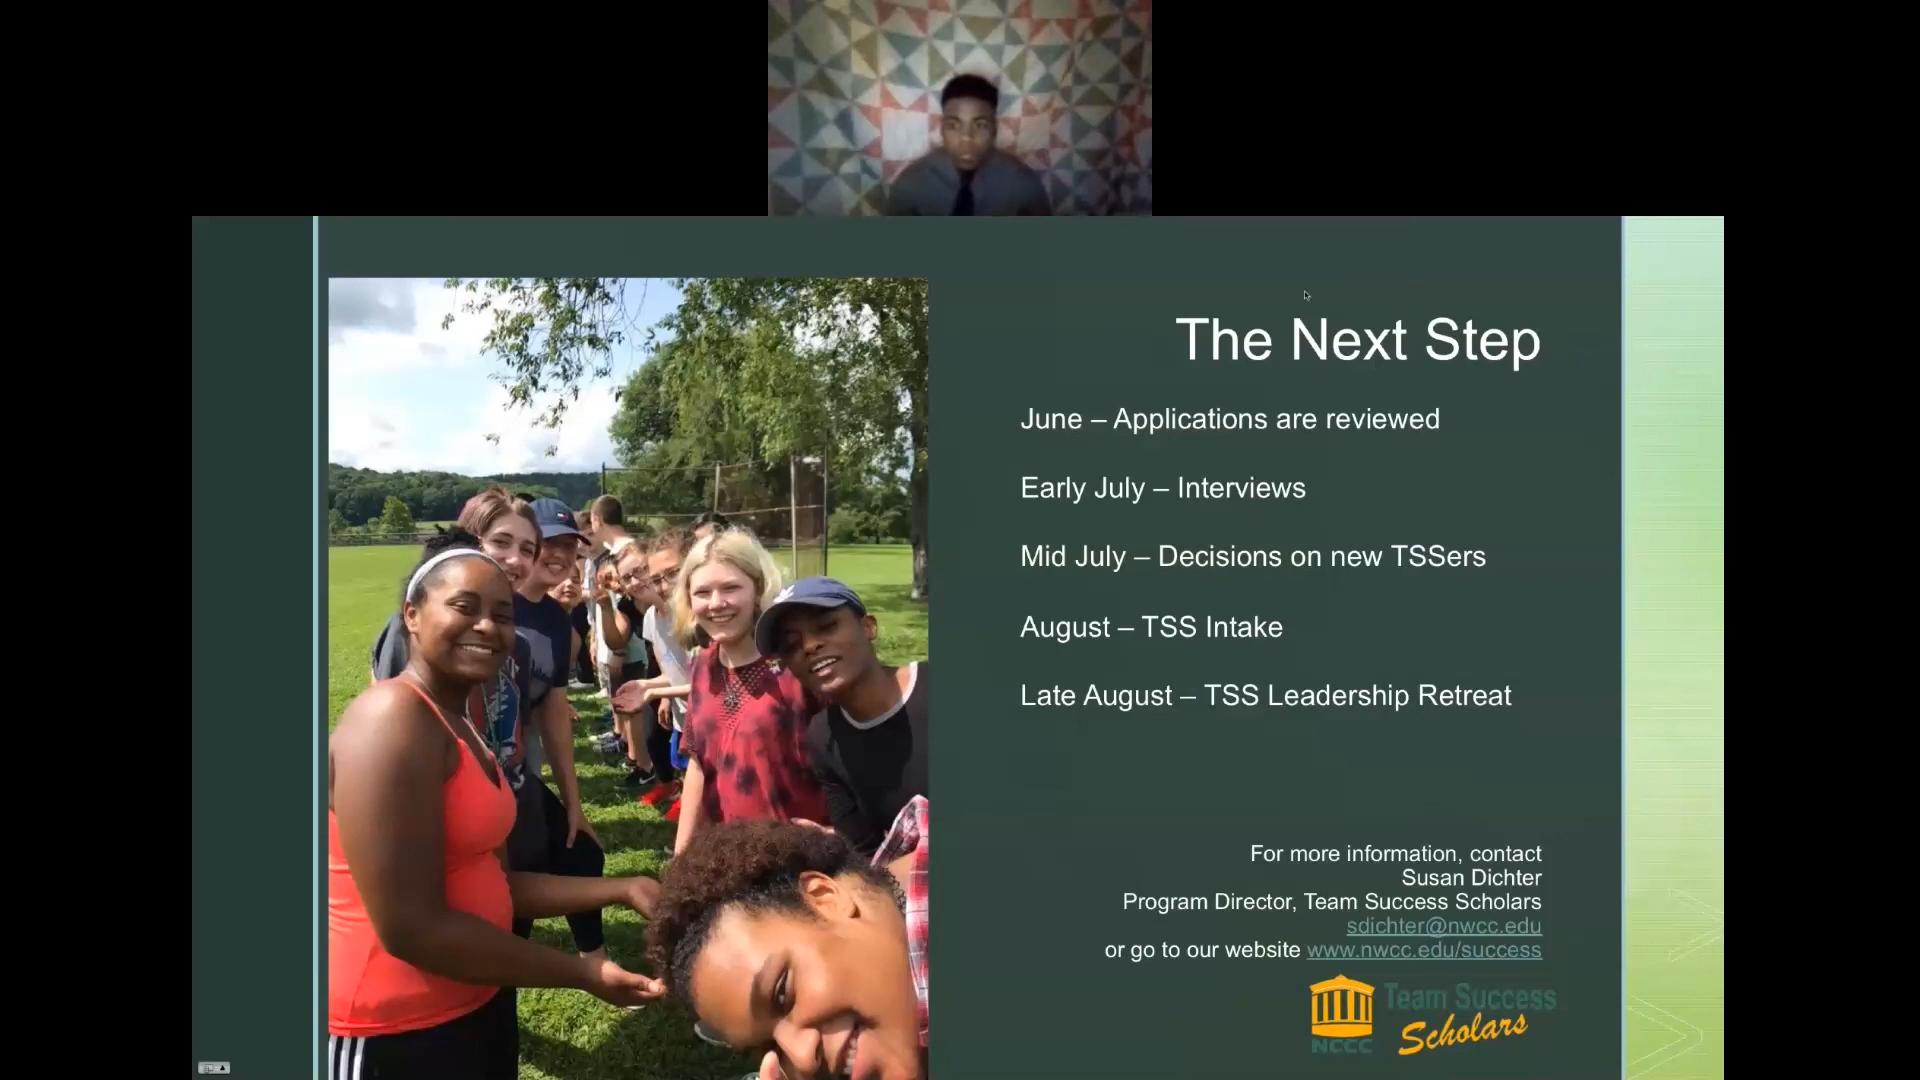 The Next Step
June – Applications are reviewed
Early July – Interviews
Mid July – Decisions on new TSSers
August – TSS Intake
Late August – TSS Leadership Retreat
For more information, contact
Susan Dichter
Program Director, Team Success Scholars
sdichter@nwcc.edu
or go to our website www.nwcc.edu/success
Team Success
Scholars
NCCC